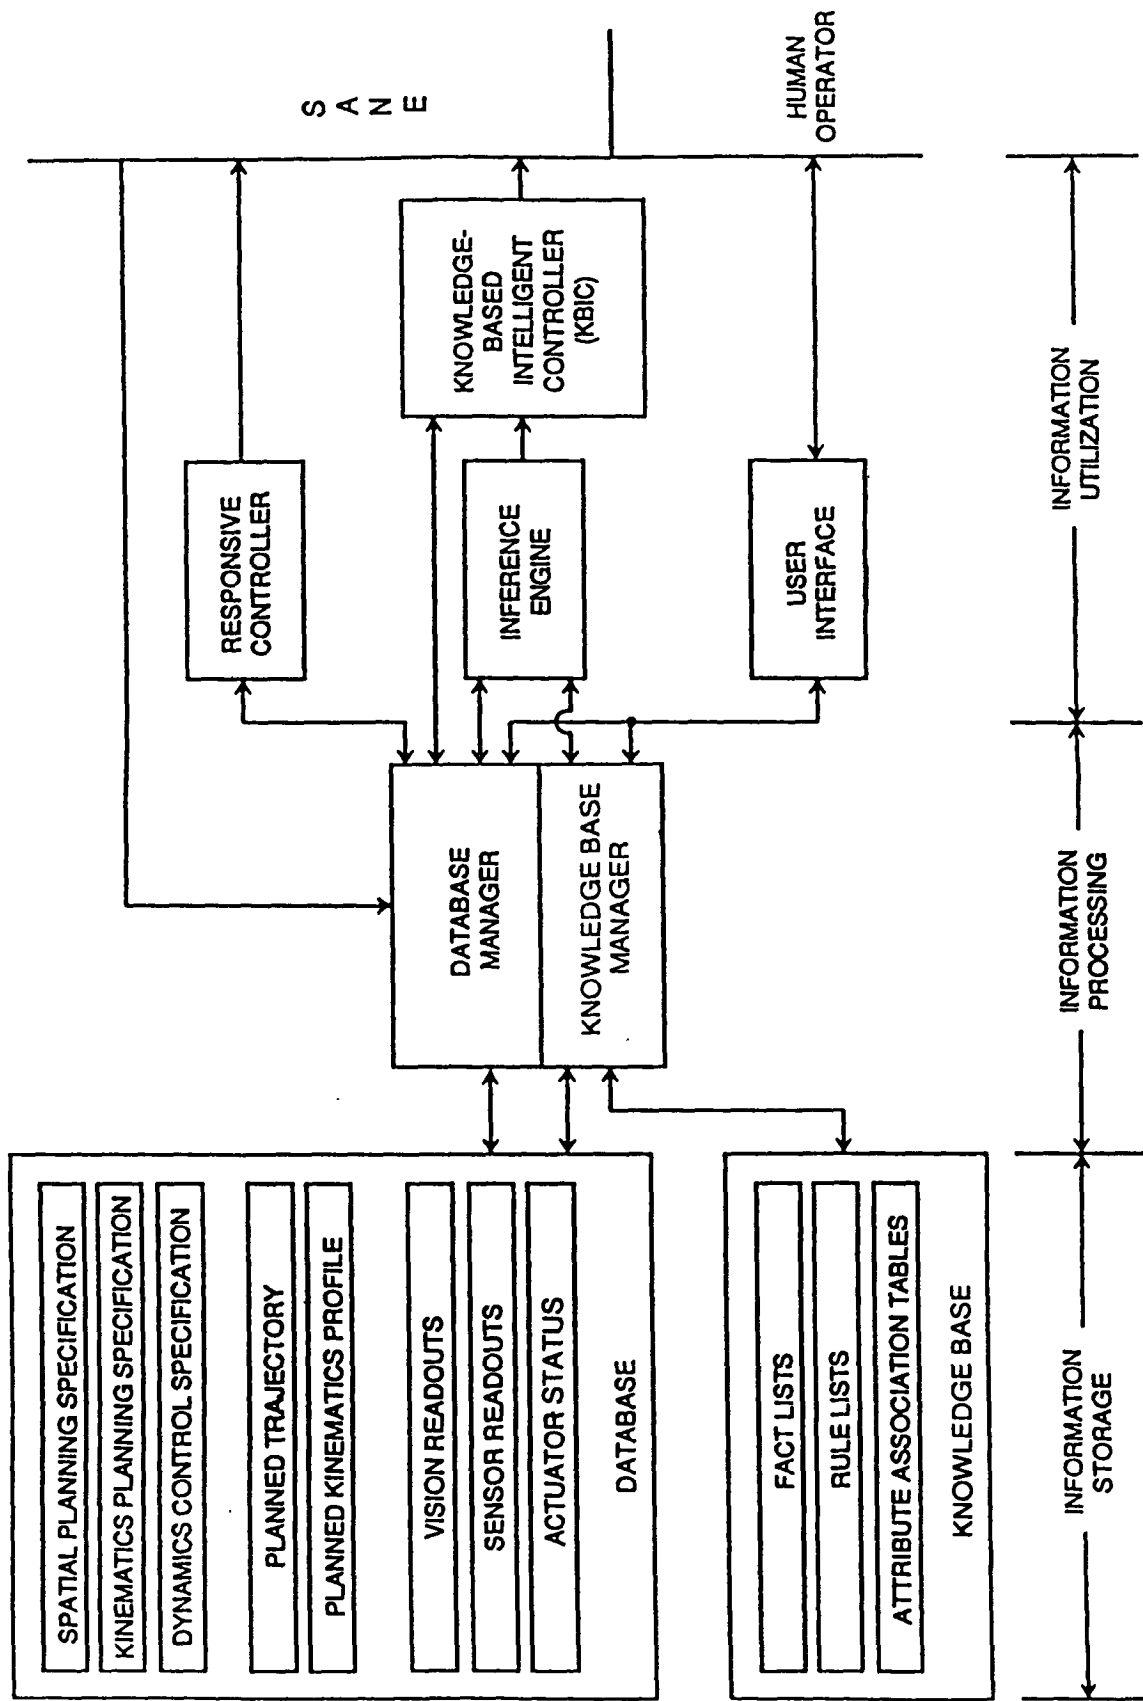 SPATIAL PLANNING SPECIFICATION
KINEMATICS PLANNING SPECIFICATION
DYNAMICS CONTROL SPECIFICATION
PLANNED TRAJECTORY
PLANNED KINEMATICS PROFILE
VISION READOUTS
SENSOR READOUTS
ACTUATOR STATUS
DATABASE
FACT LISTS
RULE LISTS
ATTRIBUTE ASSOCIATION TABLES
KNOWLEDGE BASE
DATABASE
MANAGER
KNOWLEDGE BASE
MANAGER
RESPONSIVE
CONTROLLER
INFERENCE
ENGINE
USER
INTERFACE
KNOWLEDGE-
BASED
INTELLIGENT
CONTROLLER
(KBIC)
S
A
N
E
HUMAN
OPERATOR
INFORMATION
STORAGE
INFORMATION
PROCESSING
INFORMATION
UTILIZATION